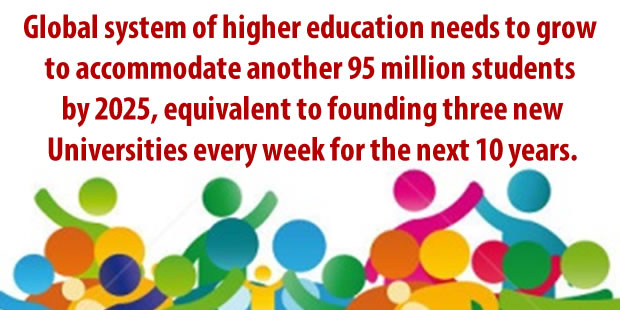 Global system of higher education needs to grow
to accommodate another 95 million students
by 2025, equivalent to founding three new
Universities every week for the next 10 years.